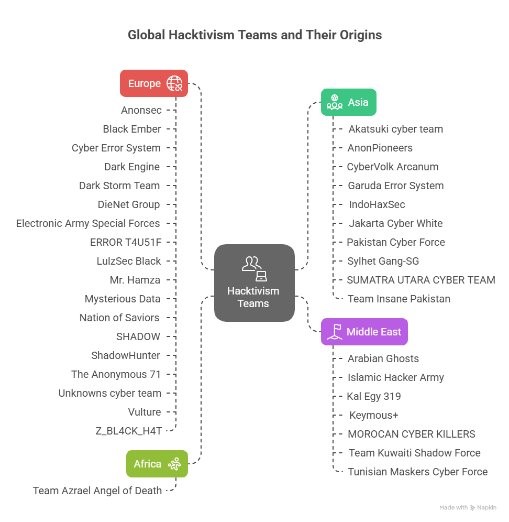 Global Hacktivism Teams and Their Origins
Europe
Anonsec
Black Ember
Cyber Error System
Dark Engine
Dark Storm Team
DieNet Group
Electronic Army Special Forces
ERROR T4U51F
LulzSec Black
Mr. Hamza
Mysterious Data
Nation of Saviors
SHADOW
ShadowHunter
The Anonymous 71
Unknowns cyber team
Vulture
Z_BL4CK_H4T
Africa
Team Azrael Angel of Death
Hacktivism
Teams
Asia
Akatsuki cyber team
AnonPioneers
CyberVolk Arcanum
Garuda Error System
IndoHaxSec
Jakarta Cyber White
Pakistan Cyber Force
Sylhet Gang-SG
SUMATRA UTARA CYBER TEAM
Team Insane Pakistan
Middle East
Arabian Ghosts
Islamic Hacker Army
Kal Egy 319
Keymous+
MOROCAN CYBER KILLERS
Team Kuwaiti Shadow Force
Tunisian Maskers Cyber Force
Made with Napkin